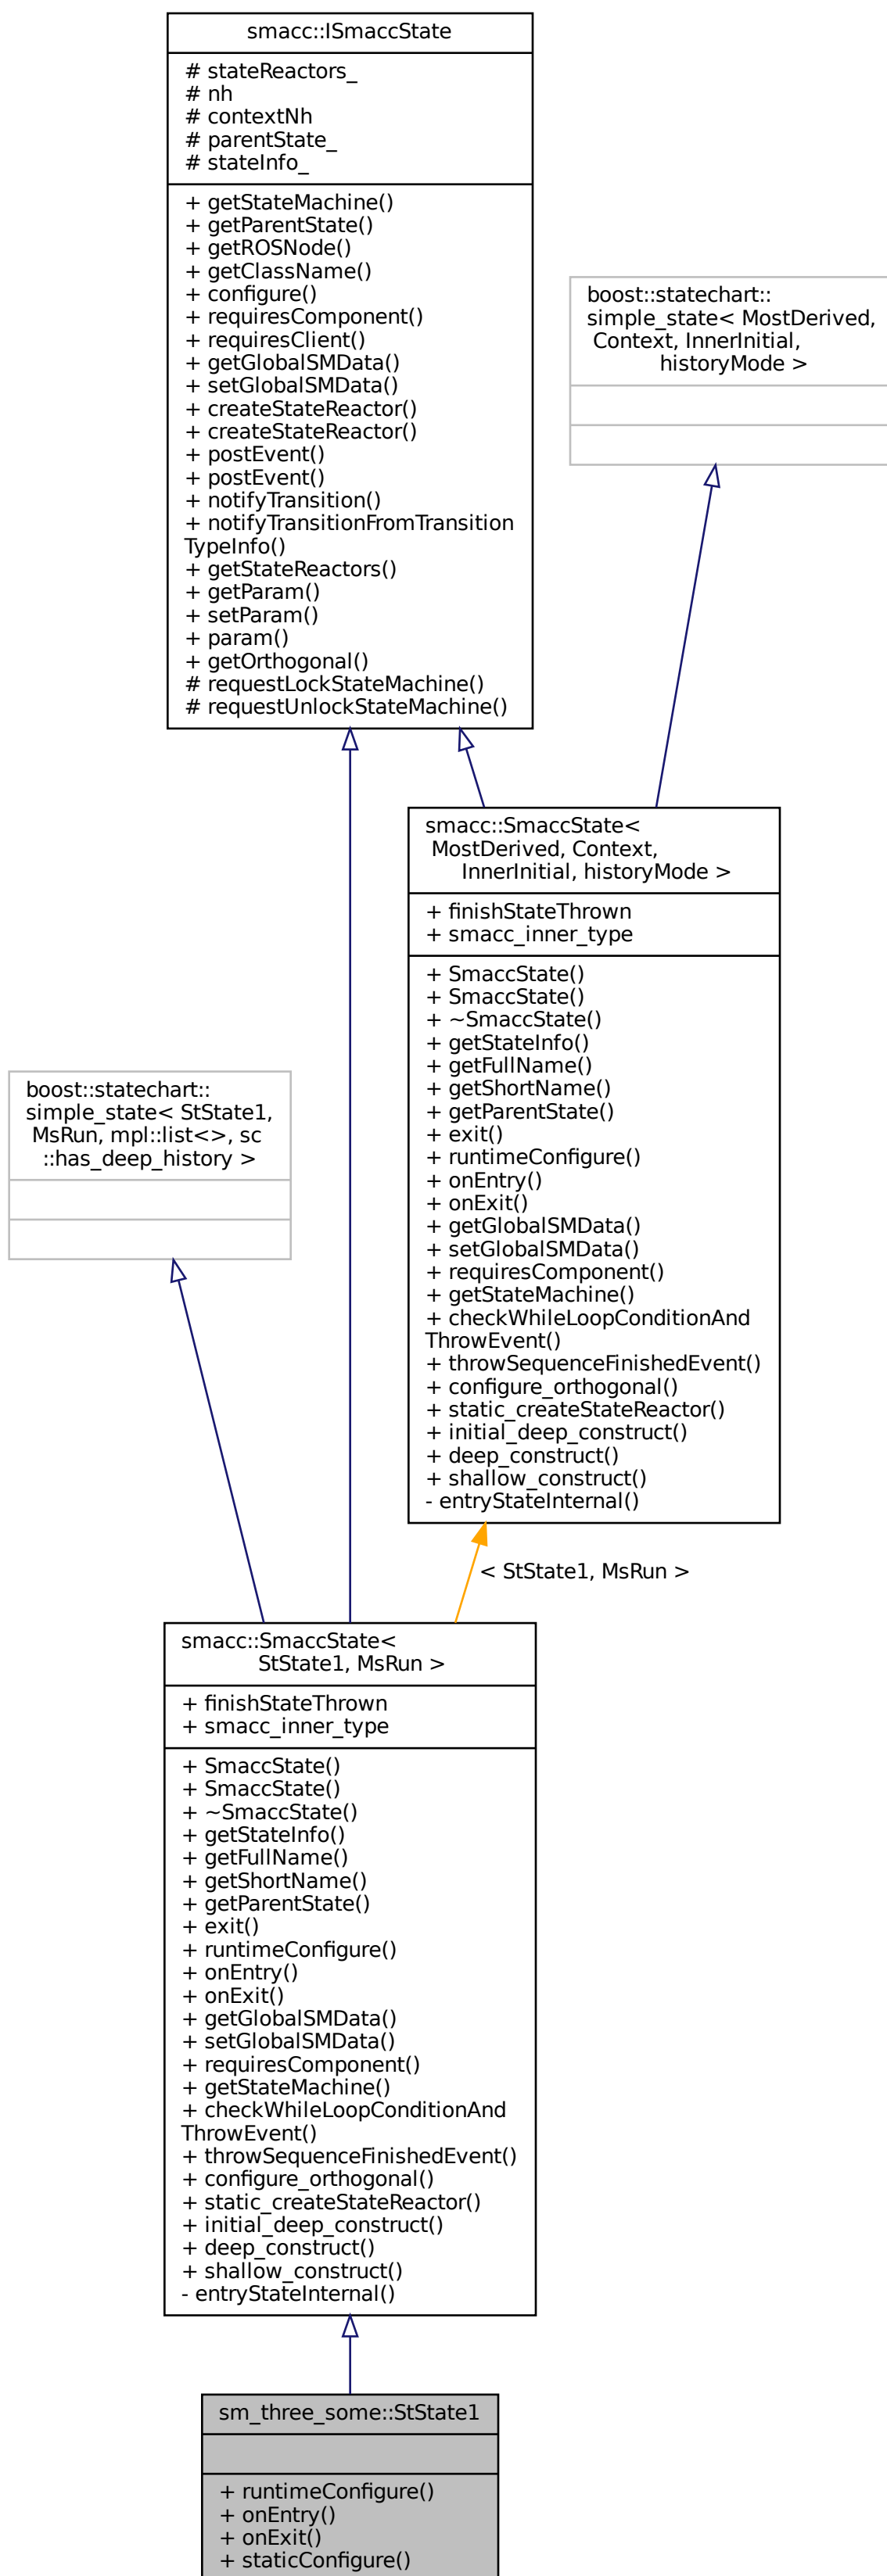 smacc::ISmaccState
# stateReactors_
# nh
# contextNh
# parentState_
# stateInfo_
+ getStateMachine()
+ getParentState()
+ getROSNode()
+ getClassName()
+ configure()
+ requiresComponent()
+ requiresClient()
+ getGlobalSMData()
+ setGlobalSMData()
+ createStateReactor()
+ createStateReactor()
+ postEvent()
+ postEvent()
+ notifyTransition()
+ notifyTransitionFromTransition
TypeInfo()
+ getStateReactors()
+ getParam()
+ setParam()
+ param()
+ getOrthogonal()
# requestLockStateMachine()
# requestUnlockStateMachine()
boost::statechart::
simple_state< MostDerived,
Context, InnerInitial,
historyMode >
smacc::SmaccState<
MostDerived, Context,
InnerInitial, historyMode >
+ finishStateThrown
+ smacc_inner_type
+ SmaccState()
+ SmaccState()
+ ~SmaccState()
+ getStateInfo()
+ getFullName()
+ getShortName()
+ getParentState()
+ exit()
+ runtimeConfigure()
+ onEntry()
+ onExit()
+ getGlobalSMData()
+ setGlobalSMData()
+ requiresComponent()
+ getStateMachine()
+ checkWhileLoopConditionAnd
ThrowEvent()
+ throwSequenceFinishedEvent()
+ configure_orthogonal()
+ static_createStateReactor()
+ initial_deep_construct()
+ deep_construct()
+ shallow_construct()
- entryStateInternal()
boost::statechart::
simple_state< StState1,
MsRun, mpl::list<>, sc
::has_deep_history >
< StState1, MsRun >
smacc::SmaccState<
StState1, MsRun >
+ finishStateThrown
+ smacc_inner_type
+ SmaccState()
+ SmaccState()
+ ~SmaccState()
+ getStateInfo()
+ getFullName()
+ getShortName()
+ getParentState()
+ exit()
+ runtimeConfigure()
+ onEntry()
+ onExit()
+ getGlobalSMData()
+ setGlobalSMData()
+ requiresComponent()
+ getStateMachine()
+ checkWhileLoopConditionAnd
ThrowEvent()
+ throwSequenceFinishedEvent()
+ configure_orthogonal()
+ static_createStateReactor()
+ initial_deep_construct()
+ deep_construct()
+ shallow_construct()
- entryStateInternal()
sm_three_some::StState1
+ runtimeConfigure()
+ onEntry()
+ onExit()
+ staticConfigure()